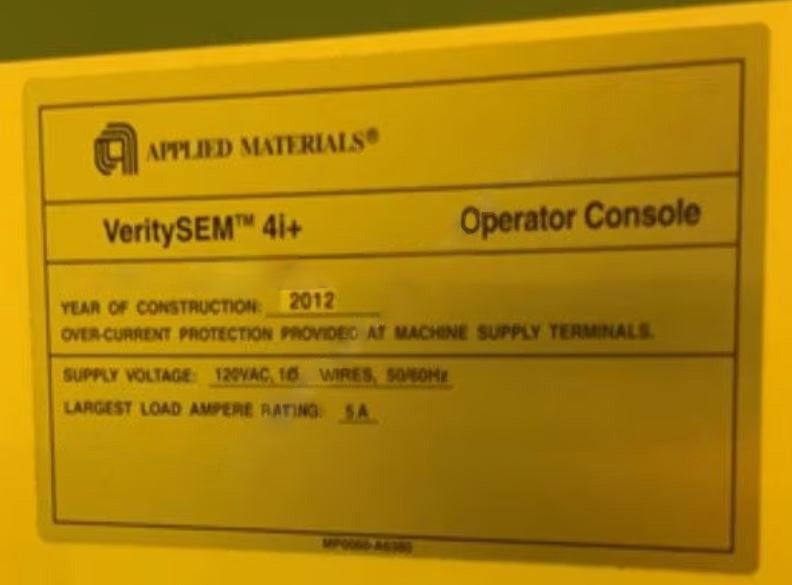 APPLIED MATERIALS®
VeritySEM™ 4i+ Operator Console
YEAR OF CONSTRUCTION: 2012
OVER-CURRENT PROTECTION PROVIDED AT MACHINE SUPPLY TERMINALS.
SUPPLY VOLTAGE: 120VAC, 1Ø WIRES, 50/60Hz
LARGEST LOAD AMPERE RATING: 5A